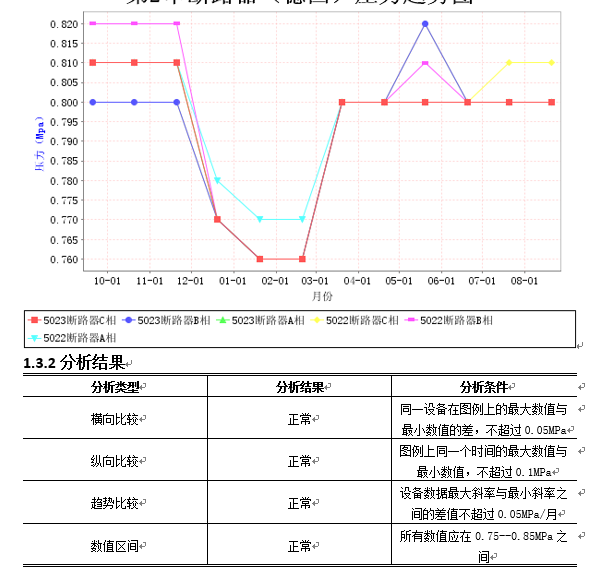 0.820
0.815
0.810
0.805
0.800
0.795
0.790
0.785
0.780
0.775
0.770
0.765
0.760
压力 (Mpa)
10-01 11-01 12-01 01-01 02-01 03-01 04-01 05-01 06-01 07-01 08-01
月份
5023断路器C相 5023断路器B相 5023断路器A相 5022断路器C相 5022断路器B相
5022断路器A相
1.3.2 分析结果
分析类型 分析结果 分析条件
横向比较 正常 同一设备在图例上的最大数值与
最小数值的差，不超过 0.05MPa
纵向比较 正常 图例上同一个时间的最大数值与
最小数值，不超过 0.1MPa
趋势比较 正常 设备数据最大斜率与最小斜率之
间的差值不超过 0.05MPa/月
数值区间 正常 所有数值应在 0.75--0.85MPa 之
间